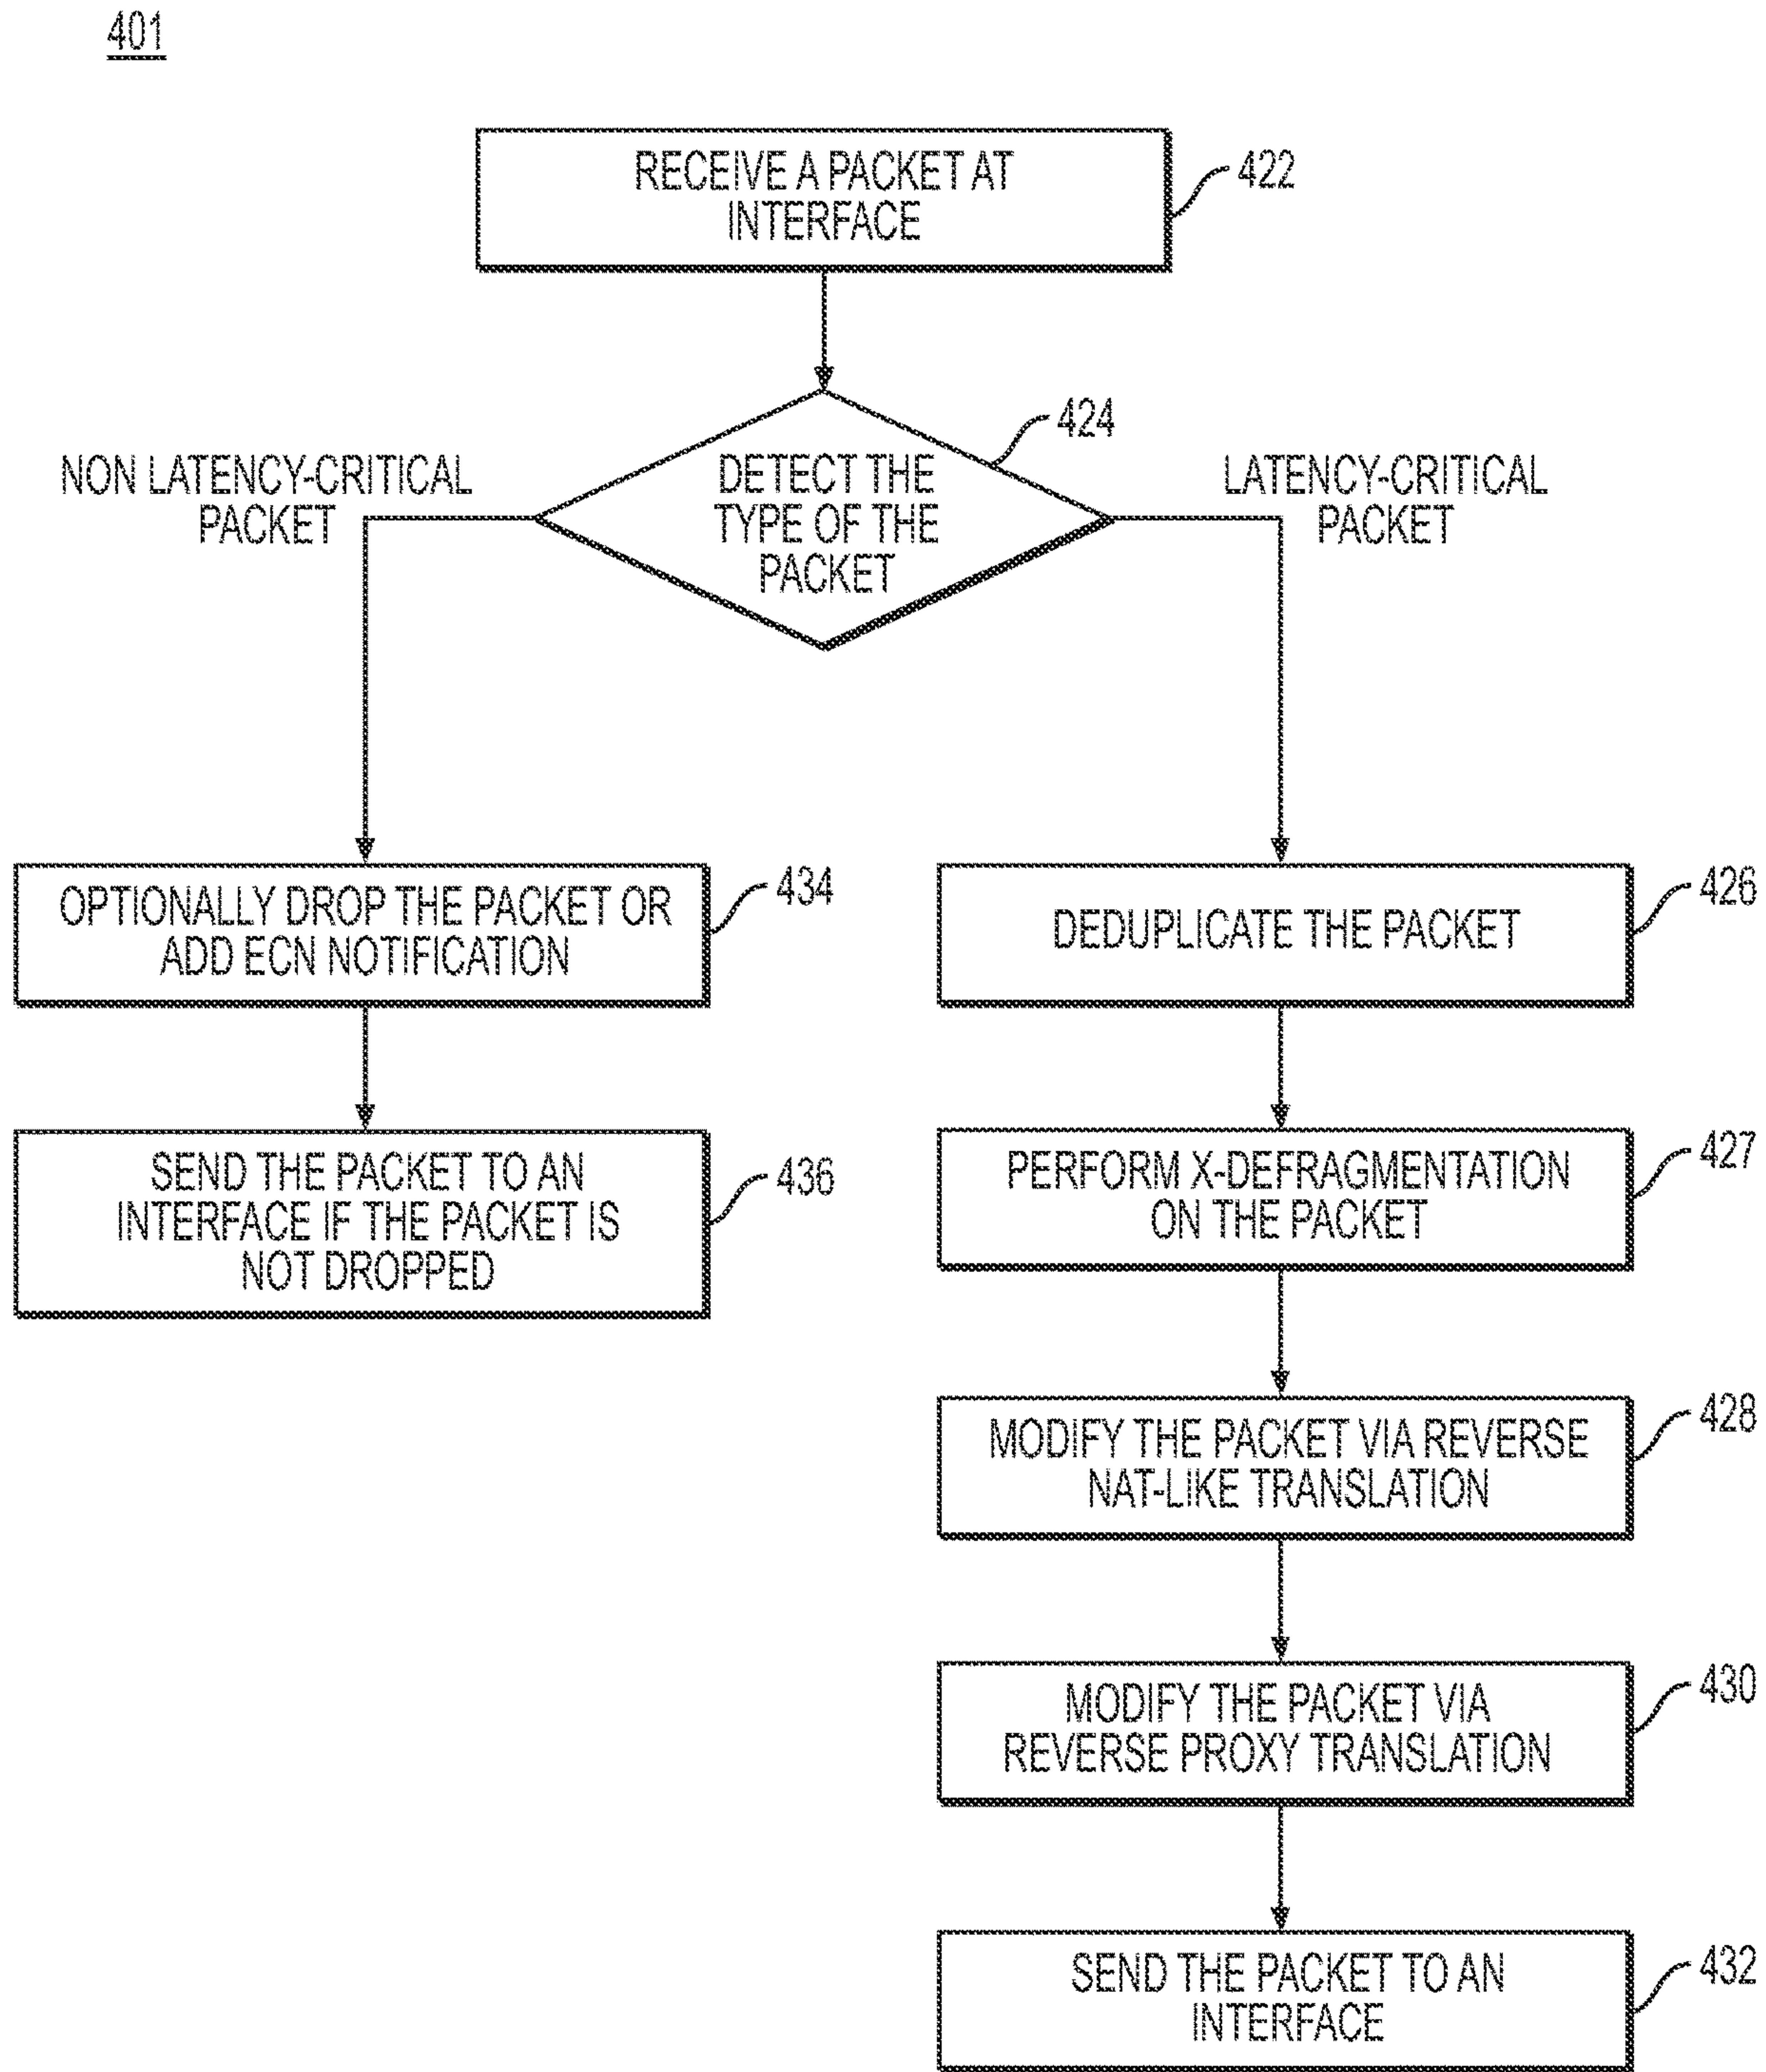 401
RECEIVE A PACKET AT
INTERFACE
422
424
DETECT THE
TYPE OF THE
PACKET
NON LATENCY-CRITICAL
PACKET
LATENCY-CRITICAL
PACKET
OPTIONALLY DROP THE PACKET OR
ADD ECN NOTIFICATION
434
SEND THE PACKET TO AN
INTERFACE IF THE PACKET IS
NOT DROPPED
436
DEDUPLICATE THE PACKET
426
PERFORM X-DEFRAGMENTATION
ON THE PACKET
427
MODIFY THE PACKET VIA REVERSE
NAT-LIKE TRANSLATION
428
MODIFY THE PACKET VIA
REVERSE PROXY TRANSLATION
430
SEND THE PACKET TO AN
INTERFACE
432